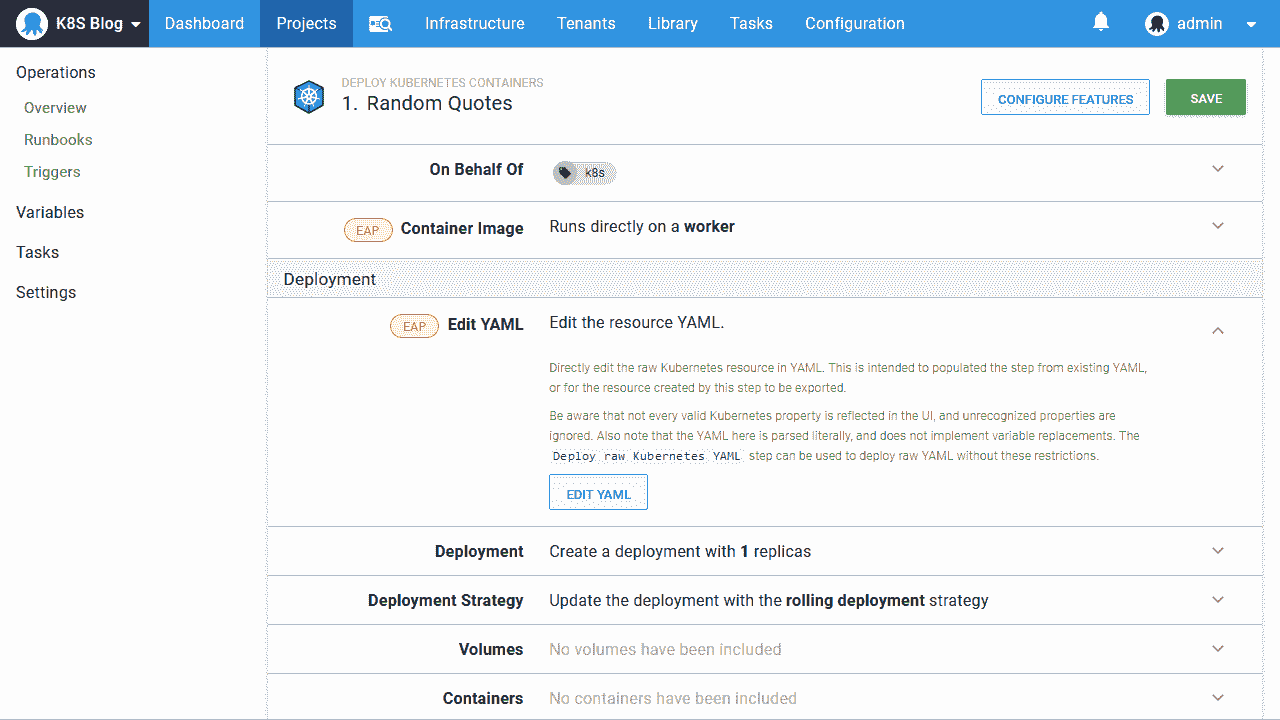 K8S Blog Dashboard Projects Infrastructure Tenants Library Tasks Configuration admin
Operations
Overview
Runbooks
Triggers
Variables
Tasks
Settings
DEPLOY KUBERNETES CONTAINERS
1. Random Quotes
CONFIGURE FEATURES
SAVE
On Behalf Of k8s
EAP Container Image Runs directly on a worker
Deployment
EAP Edit YAML Edit the resource YAML.
Directly edit the raw Kubernetes resource in YAML. This is intended to populated the step from existing YAML,
or for the resource created by this step to be exported.
Be aware that not every valid Kubernetes property is reflected in the UI, and unrecognized properties are
ignored. Also note that the YAML here is parsed literally, and does not implement variable replacements. The
Deploy raw Kubernetes YAML step can be used to deploy raw YAML without these restrictions.
EDIT YAML
Deployment Create a deployment with 1 replicas
Deployment Strategy Update the deployment with the rolling deployment strategy
Volumes No volumes have been included
Containers No containers have been included